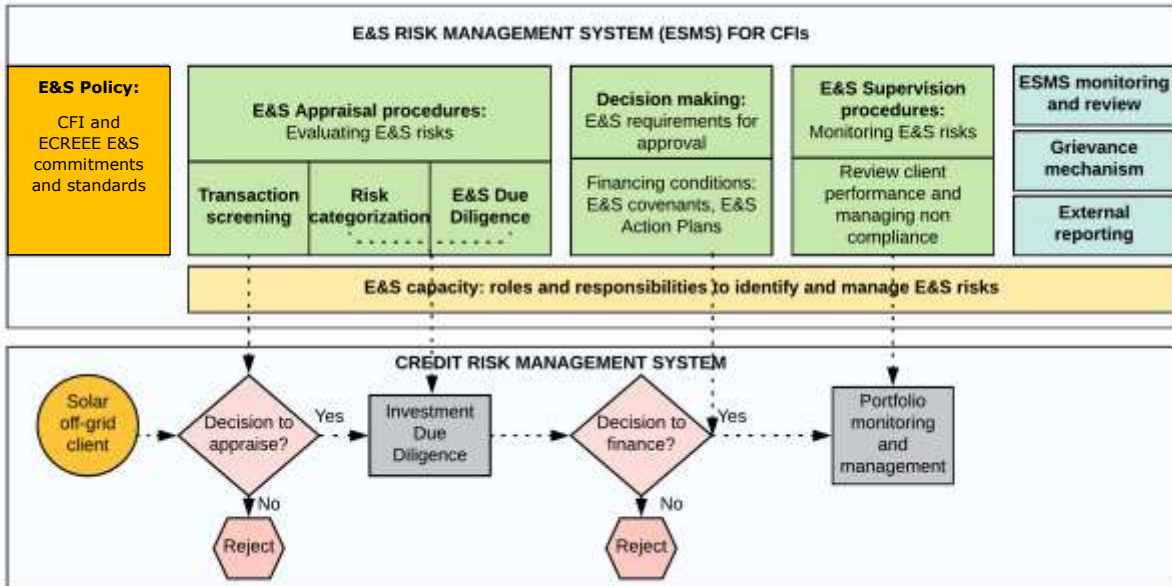 E&S RISK MANAGEMENT SYSTEM (ESMS) FOR CFIs
E&S Policy:
CFI and
ECREEE E&S
commitments
and standards
E&S Appraisal procedures:
Evaluating E&S risks
Transaction
screening
Risk
categorization
E&S Due
Diligence
Decision making:
E&S requirements for
approval
Financing conditions:
E&S covenants, E&S
Action Plans
E&S Supervision
procedures:
Monitoring E&S risks
Review client
performance and
managing non
compliance
ESMS monitoring
and review
Grievance
mechanism
External
reporting
E&S capacity: roles and responsibilities to identify and manage E&S risks
CREDIT RISK MANAGEMENT SYSTEM
Solar
off-grid
client
Decision to
appraise?
Yes
No
Reject
Investment
Due
Diligence
Decision to
finance?
Yes
No
Reject
Portfolio
monitoring
and
management